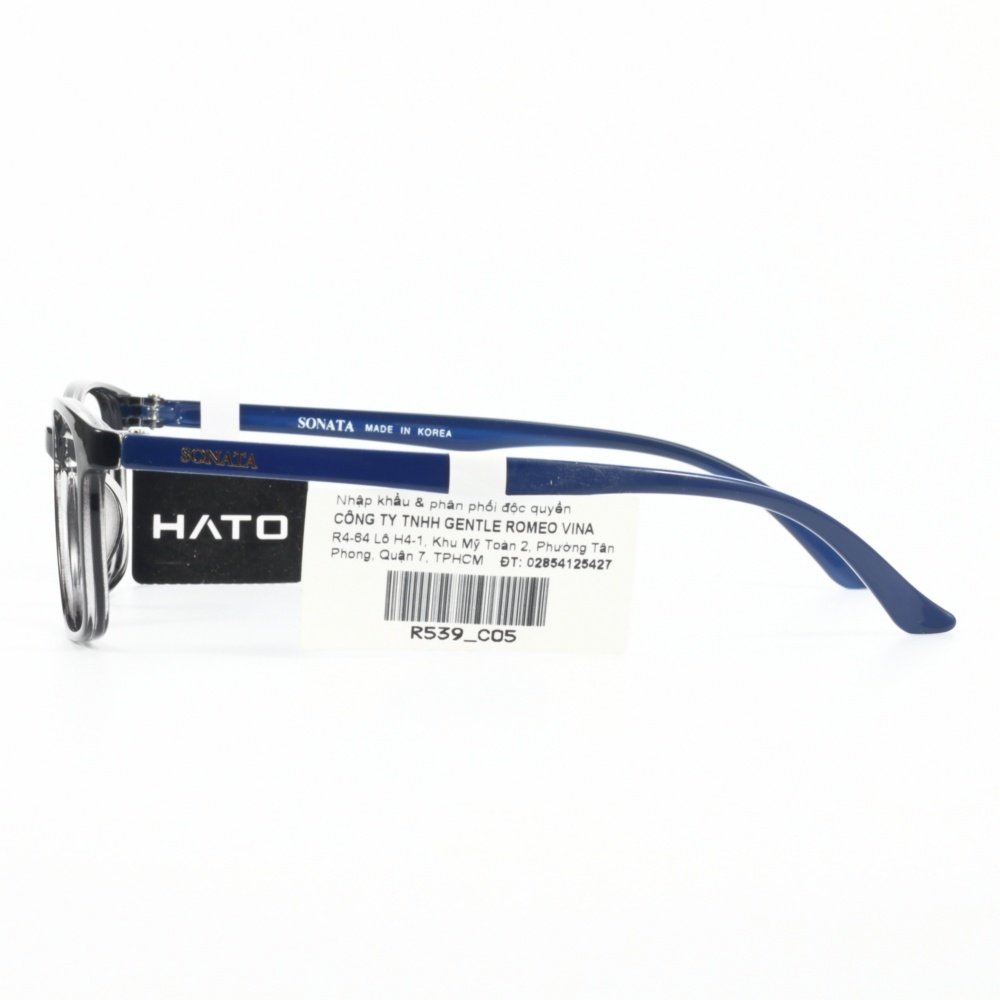 SONATA MADE IN KOREA
SONATA
HATO
Nhập khẩu & phân phối độc quyền
CÔNG TY TNHH GENTLE ROMEO VINA
R4-64 Lô H4-1, Khu Mỹ Toàn 2, Phường Tân
Phong, Quận 7, TPHCM ĐT: 02854125427
R539_C05